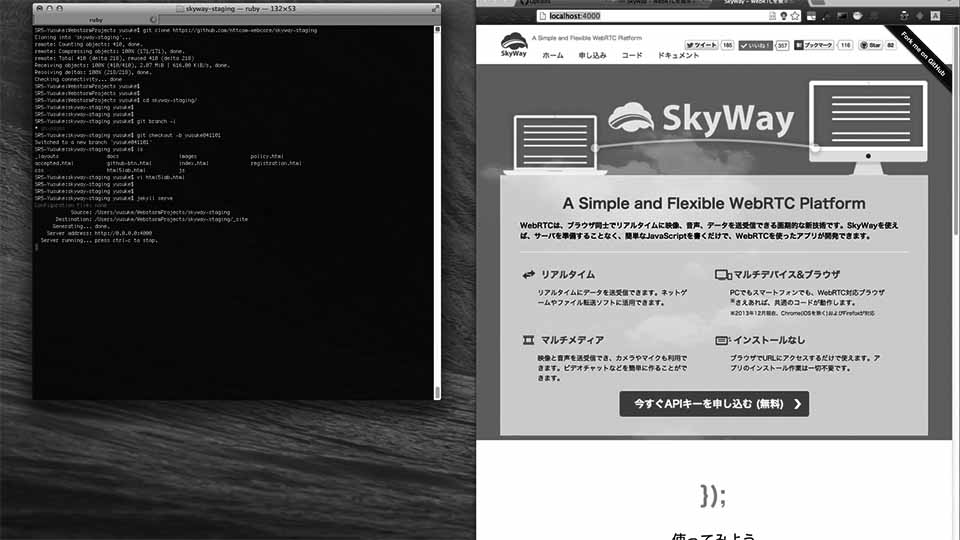 skyway-staging — ruby — 132×53
ruby
SR5-Yusuke:WebstormProjects yusuke$ git clone https://github.com/nttcom-webcore/skyway-staging
Cloning into 'skyway-staging'...
remote: Counting objects: 410, done.
remote: Compressing objects: 100% (171/171), done.
remote: Total 410 (delta 218), reused 410 (delta 218)
Receiving objects: 100% (410/410), 2.07 MiB | 616.00 KiB/s, done.
Resolving deltas: 100% (218/218), done.
Checking connectivity... done
SR5-Yusuke:WebstormProjects yusuke$
SR5-Yusuke:WebstormProjects yusuke$
SR5-Yusuke:WebstormProjects yusuke$ cd skyway-staging/
SR5-Yusuke:skyway-staging yusuke$
SR5-Yusuke:skyway-staging yusuke$
SR5-Yusuke:skyway-staging yusuke$ git branch -l
* gh-pages
SR5-Yusuke:skyway-staging yusuke$ git checkout -b yusuke041101
Switched to a new branch 'yusuke041101'
SR5-Yusuke:skyway-staging yusuke$ ls
_layouts docs images policy.html
accepted.html github-btn.html index.html registration.html
css html5lab.html js
SR5-Yusuke:skyway-staging yusuke$ vi html5lab.html
SR5-Yusuke:skyway-staging yusuke$
SR5-Yusuke:skyway-staging yusuke$ jekyll serve
Configuration file: none
Source: /Users/yusuke/WebstormProjects/skyway-staging
Destination: /Users/yusuke/WebstormProjects/skyway-staging/_site
Generating... done.
Server address: http://0.0.0.0:4000
Server running... press ctrl-c to stop.
localhost:4000
SkyWay
A Simple and Flexible WebRTC Platform
ツイート 185 いいね! 357 ブックマーク 116 Star 82
ホーム 申し込み コード ドキュメント
Fork me on GitHub
SkyWay
A Simple and Flexible WebRTC Platform
WebRTCは、ブラウザ同士でリアルタイムに映像、音声、データを送受信できる画期的な新技術です。SkyWayを使え
ば、サーバを準備することなく、簡単なJavaScriptを書くだけで、WebRTCを使ったアプリが開発できます。
リアルタイム
リアルタイムにデータを送受信できます。ネットゲ
ームやファイル転送ソフトに活用できます。
マルチデバイス&ブラウザ
PCでもスマートフォンでも、WebRTC対応ブラウザ
※さえあれば、共通のコードが動作します。
※2013年12月現在、Chrome(iOSを除く)およびFirefoxが対応
マルチメディア
映像と音声を送受信でき、カメラやマイクも利用で
きます。ビデオチャットなどを簡単に作ることがで
きます。
インストールなし
ブラウザでURLにアクセスするだけで使えます。ア
プリのインストール作業は一切不要です。
今すぐAPIキーを申し込む (無料) ❯
});
使ってみよう